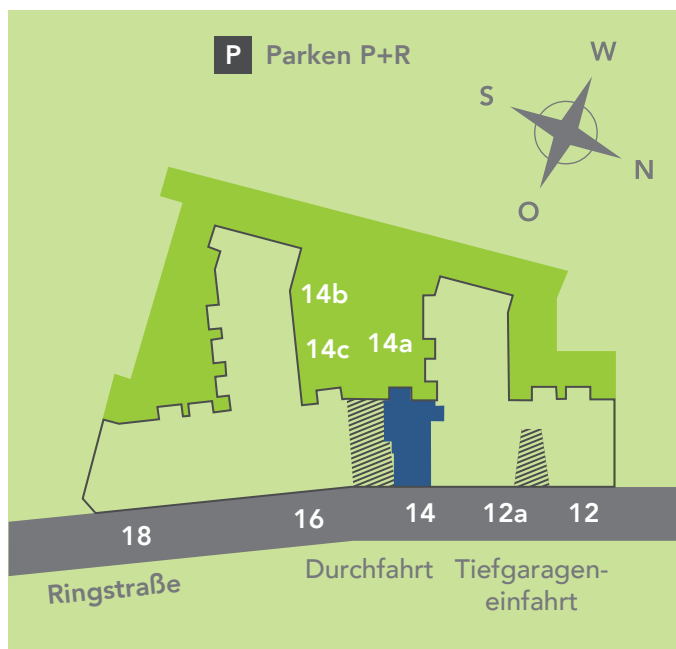 P Parken P+R
W
S
N
O
14b
14c 14a
18 16 14 12a 12
Ringstraße
Durchfahrt
Tiefgaragen-
einfahrt